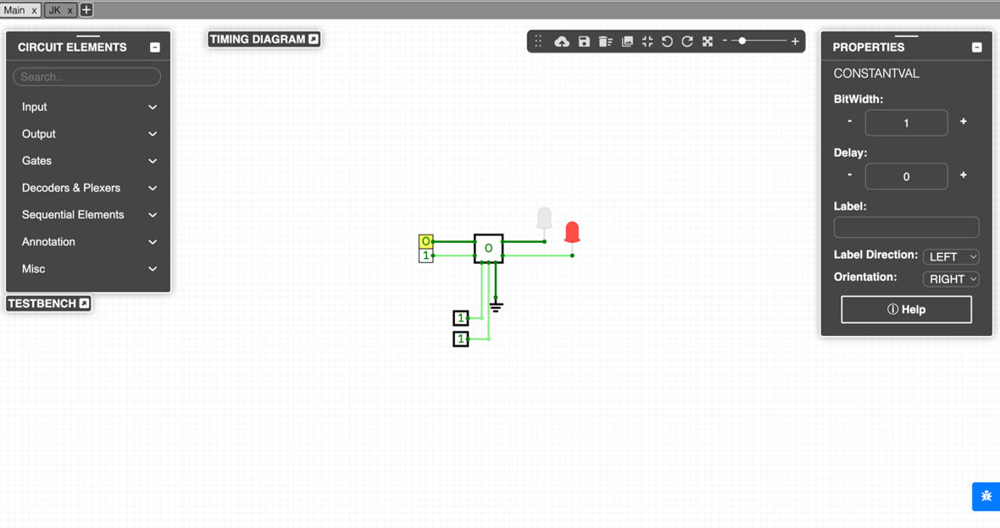 Main x JK x +
TIMING DIAGRAM
CIRCUIT ELEMENTS
Search..
Input
Output
Gates
Decoders & Plexers
Sequential Elements
Annotation
Misc
TESTBENCH
- +
0
1
0
1
1
PROPERTIES
CONSTANTVAL
BitWidth:
- 1 +
Delay:
- 0 +
Label:
Label Direction: LEFT
Orientation: RIGHT
Help